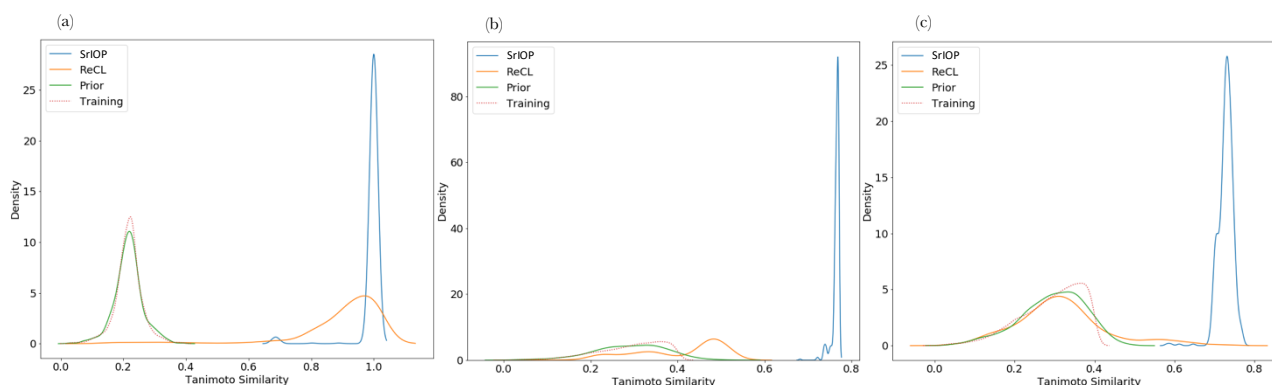 (a)
SrIOP
ReCL
Prior
Training
Density
25
20
15
10
5
0
0.0 0.2 0.4 0.6 0.8 1.0
Tanimoto Similarity
(b)
SrIOP
ReCL
Prior
Training
Density
80
60
40
20
0
0.0 0.2 0.4 0.6 0.8
Tanimoto Similarity
(c)
SrIOP
ReCL
Prior
Training
Density
25
20
15
10
5
0
0.0 0.2 0.4 0.6 0.8
Tanimoto Similarity